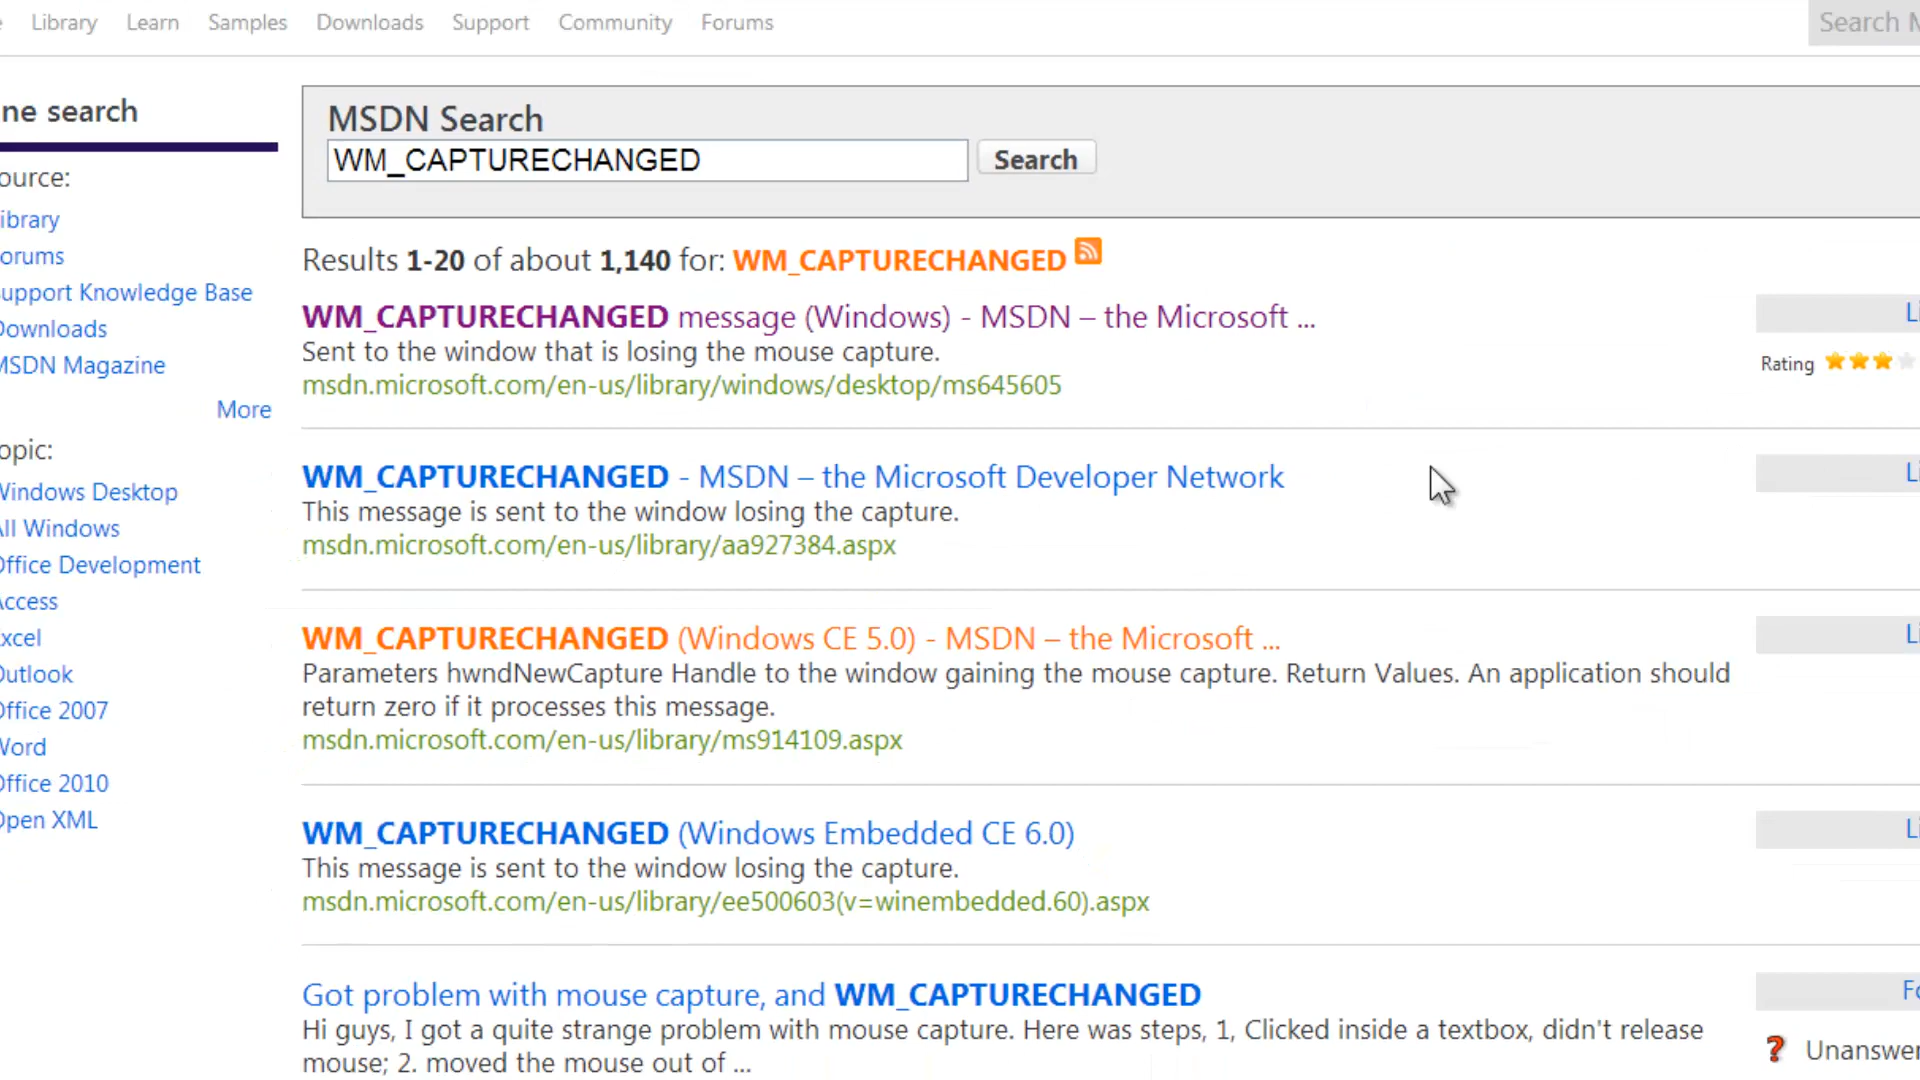 Library Learn Samples Downloads Support Community Forums
Search M
ne search
MSDN Search
WM_CAPTURECHANGED
Search
ource:
ibrary
orums
upport Knowledge Base
Downloads
MSDN Magazine
More
opic:
Windows Desktop
All Windows
Office Development
Access
xcel
Outlook
Office 2007
Word
Office 2010
Open XML
Results 1-20 of about 1,140 for: WM_CAPTURECHANGED
WM_CAPTURECHANGED message (Windows) - MSDN – the Microsoft ...
Sent to the window that is losing the mouse capture.
msdn.microsoft.com/en-us/library/windows/desktop/ms645605
Li
Rating
WM_CAPTURECHANGED - MSDN – the Microsoft Developer Network
This message is sent to the window losing the capture.
msdn.microsoft.com/en-us/library/aa927384.aspx
Li
WM_CAPTURECHANGED (Windows CE 5.0) - MSDN – the Microsoft ...
Parameters hwndNewCapture Handle to the window gaining the mouse capture. Return Values. An application should
return zero if it processes this message.
msdn.microsoft.com/en-us/library/ms914109.aspx
Li
WM_CAPTURECHANGED (Windows Embedded CE 6.0)
This message is sent to the window losing the capture.
msdn.microsoft.com/en-us/library/ee500603(v=winembedded.60).aspx
Li
Got problem with mouse capture, and WM_CAPTURECHANGED
Hi guys, I got a quite strange problem with mouse capture. Here was steps, 1, Clicked inside a textbox, didn't release
mouse; 2. moved the mouse out of ...
Fo
? Unanswer